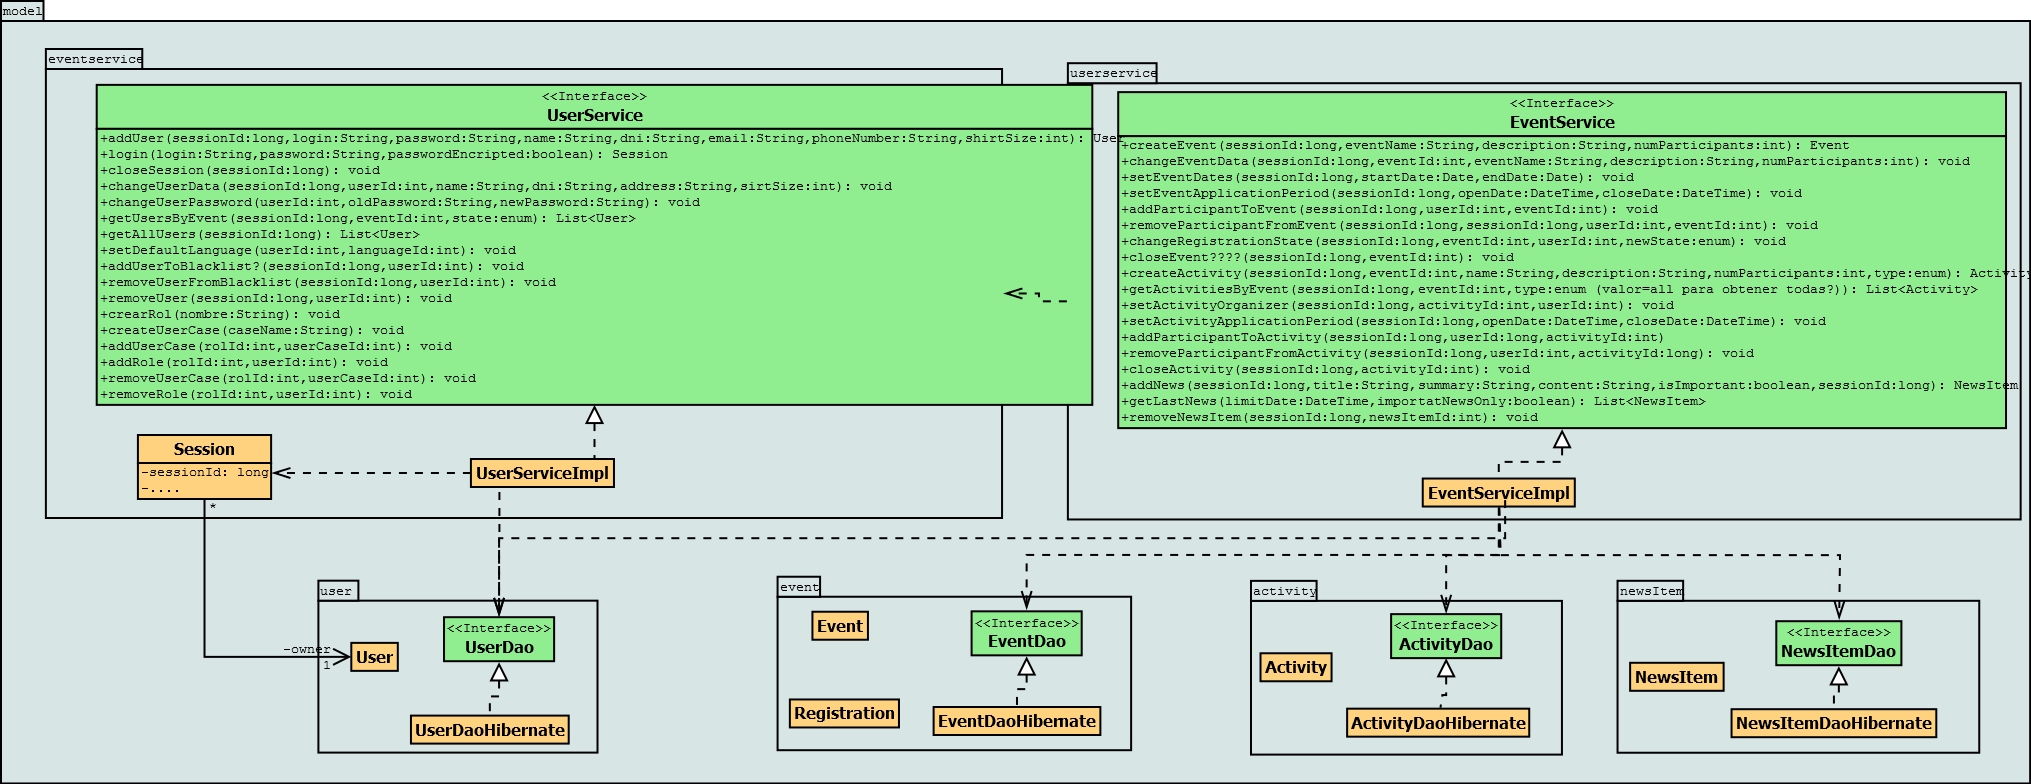 model
eventservice
<<Interface>>
UserService
+addUser(sessionId:long,login:String,password:String,name:String,dni:String,email:String,phoneNumber:String,shirtSize:int): User
+login(login:String,password:String,passwordEncripted:boolean): Session
+closeSession(sessionId:long): void
+changeUserData(sessionId:long,userId:int,name:String,dni:String,address:String,sirtSize:int): void
+changeUserPassword(userId:int,oldPassword:String,newPassword:String): void
+getUsersByEvent(sessionId:long,eventId:int,state:enum): List<User>
+getAllUsers(sessionId:long): List<User>
+setDefaultLanguage(userId:int,languageId:int): void
+addUserToBlacklist?(sessionId:long,userId:int): void
+removeUserFromBlacklist(sessionId:long,userId:int): void
+removeUser(sessionId:long,userId:int): void
+crearRol(nombre:String): void
+createUserCase(caseName:String): void
+addUserCase(rolId:int,userCaseId:int): void
+addRole(rolId:int,userId:int): void
+removeUserCase(rolId:int,userCaseId:int): void
+removeRole(rolId:int,userId:int): void
Session
-sessionId: long
-....
*
UserServiceImpl
userservice
<<Interface>>
EventService
+createEvent(sessionId:long,eventName:String,description:String,numParticipants:int): Event
+changeEventData(sessionId:long,eventId:int,eventName:String,description:String,numParticipants:int): void
+setEventDates(sessionId:long,startDate:Date,endDate:Date): void
+setEventApplicationPeriod(sessionId:long,openDate:DateTime,closeDate:DateTime): void
+addParticipantToEvent(sessionId:long,userId:int,eventId:int): void
+removeParticipantFromEvent(sessionId:long,sessionId:long,userId:int,eventId:int): void
+changeRegistrationState(sessionId:long,eventId:int,userId:int,newState:enum): void
+closeEvent????(sessionId:long,eventId:int): void
+createActivity(sessionId:long,eventId:int,name:String,description:String,numParticipants:int,type:enum): Activity
+getActivitiesByEvent(sessionId:long,eventId:int,type:enum (valor=all para obtener todas?)): List<Activity>
+setActivityOrganizer(sessionId:long,activityId:int,userId:int): void
+setActivityApplicationPeriod(sessionId:long,openDate:DateTime,closeDate:DateTime): void
+addParticipantToActivity(sessionId:long,userId:long,activityId:int)
+removeParticipantFromActivity(sessionId:long,userId:int,activityId:long): void
+closeActivity(sessionId:long,activityId:int): void
+addNews(sessionId:long,title:String,summary:String,content:String,isImportant:boolean,sessionId:long): NewsItem
+getLastNews(limitDate:DateTime,importatNewsOnly:boolean): List<NewsItem>
+removeNewsItem(sessionId:long,newsItemId:int): void
EventServiceImpl
user
-owner
1
User
<<Interface>>
UserDao
UserDaoHibernate
event
Event
<<Interface>>
EventDao
Registration
EventDaoHibernate
activity
<<Interface>>
ActivityDao
Activity
ActivityDaoHibernate
newsItem
<<Interface>>
NewsItemDao
NewsItem
NewsItemDaoHibernate